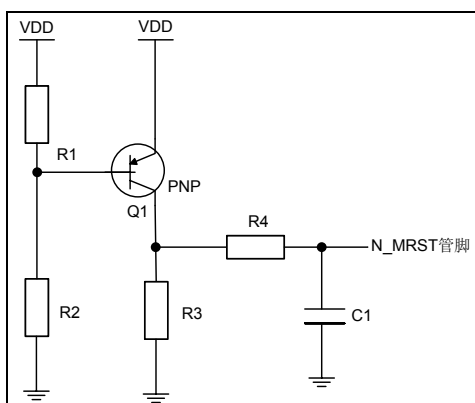 VDD
VDD
R1
PNP
Q1
R4
N_MRST管脚
R2
R3
C1